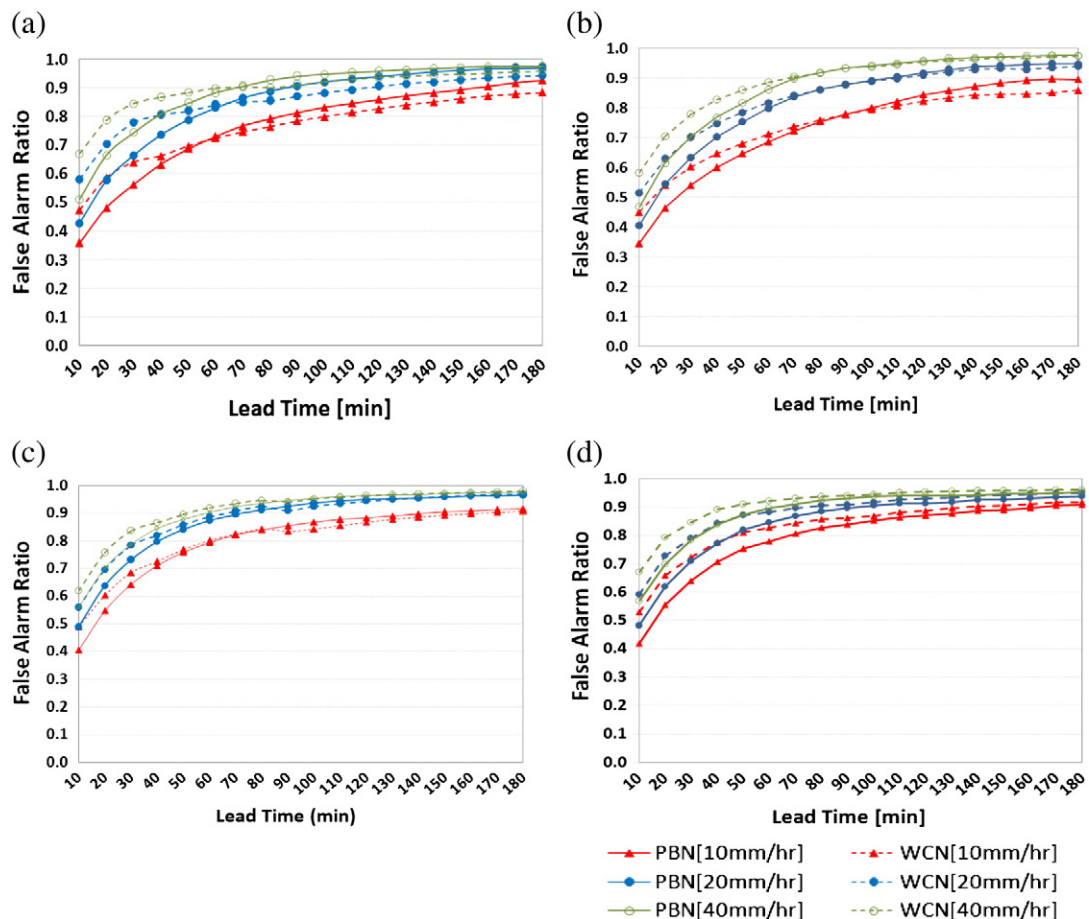 (a)
1.0
0.9
0.8
0.7
0.6
0.5
0.4
0.3
0.2
0.1
0.0
False Alarm Ratio
10 20 30 40 50 60 70 80 90 100 110 120 130 140 150 160 170 180
Lead Time [min]
(b)
1.0
0.9
0.8
0.7
0.6
0.5
0.4
0.3
0.2
0.1
0.0
False Alarm Ratio
10 20 30 40 50 60 70 80 90 100 110 120 130 140 150 160 170 180
Lead Time [min]
(c)
1.0
0.9
0.8
0.7
0.6
0.5
0.4
0.3
0.2
0.1
0.0
False Alarm Ratio
10 20 30 40 50 60 70 80 90 100 110 120 130 140 150 160 170 180
Lead Time (min)
(d)
1.0
0.9
0.8
0.7
0.6
0.5
0.4
0.3
0.2
0.1
0.0
False Alarm Ratio
10 20 30 40 50 60 70 80 90 100 110 120 130 140 150 160 170 180
Lead Time [min]
PBN[10mm/hr] WCN[10mm/hr]
PBN[20mm/hr] WCN[20mm/hr]
PBN[40mm/hr] WCN[40mm/hr]